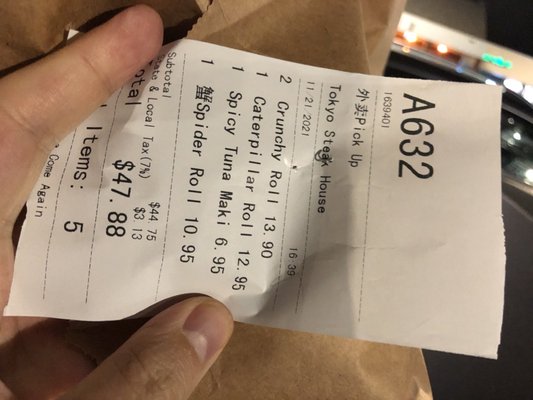 A632
1639401
外卖pick Up
Tokyo Steak House
11.21.2021 16:39
2 Crunchy Roll 13.90
1 Caterpillar Roll 12.95
1 Spicy Tuna Maki 6.95
1 蟹Spider Roll 10.95
Subtotal $44.75
State & Local Tax(7%) $3.13
Total $47.88
Items: 5
Come Again